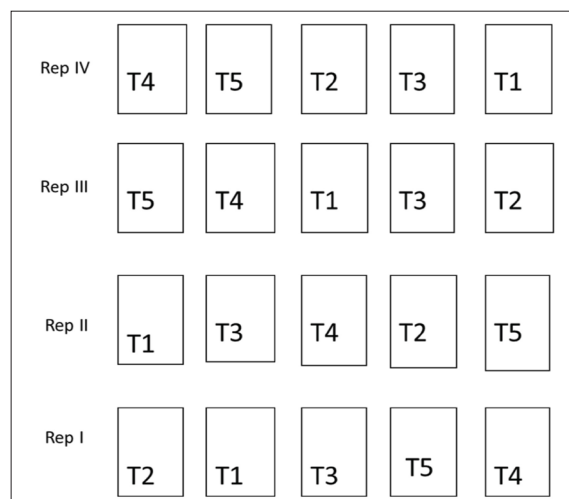 Rep IV T4 T5 T2 T3 T1
Rep III T5 T4 T1 T3 T2
Rep II T1 T3 T4 T2 T5
Rep I T2 T1 T3 T5 T4